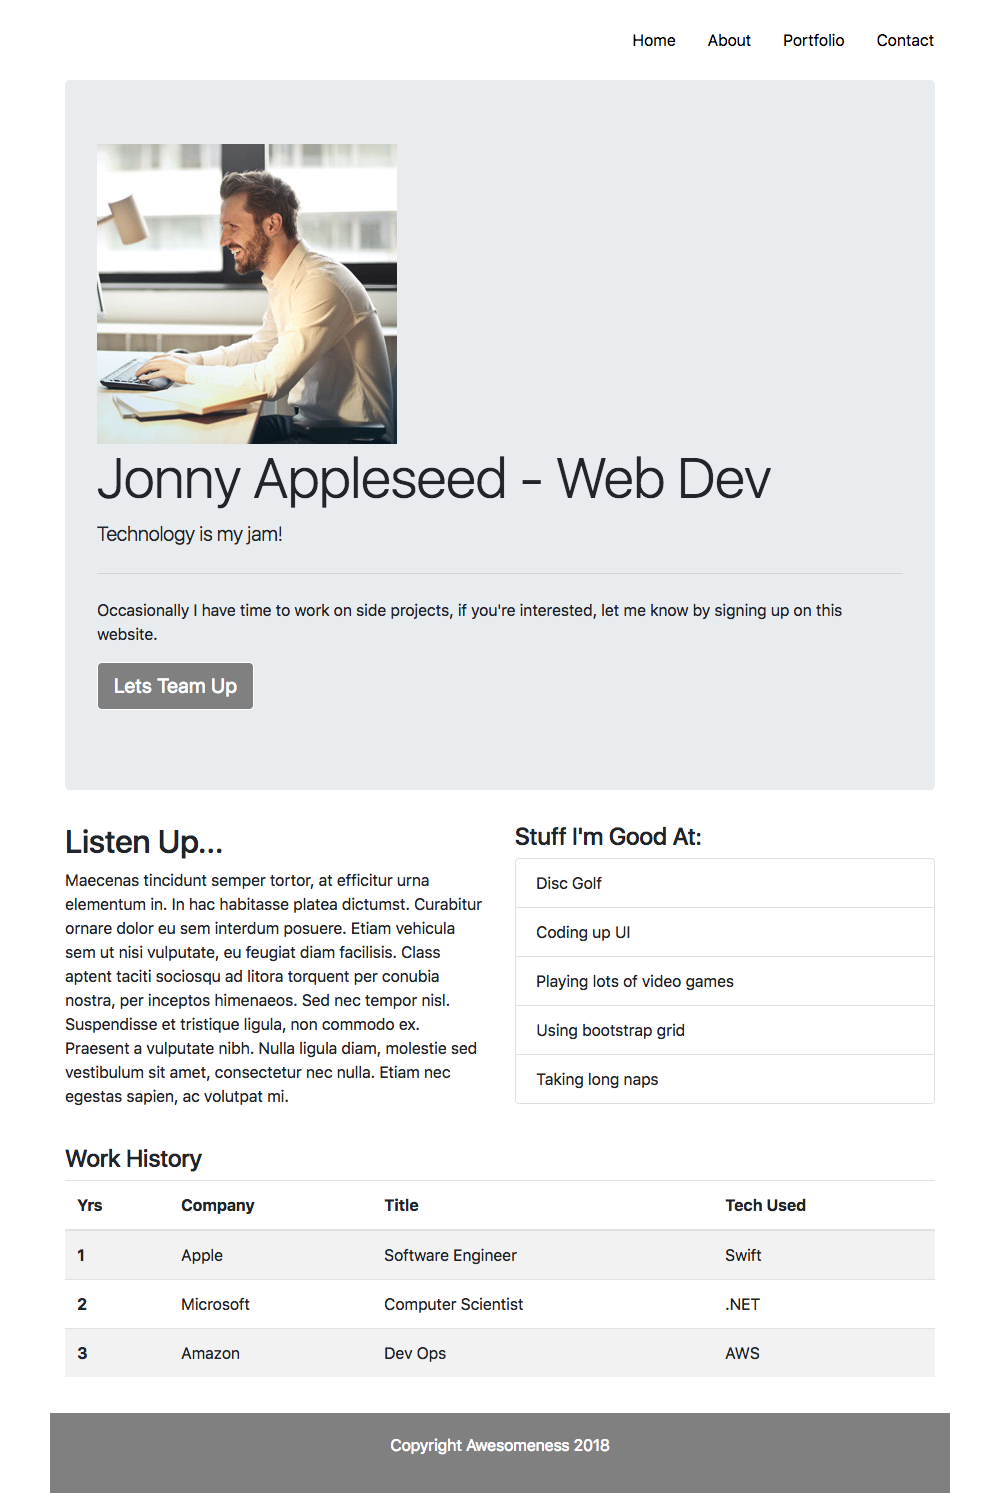 Home About Portfolio Contact
Jonny Appleseed - Web Dev
Technology is my jam!
Occasionally I have time to work on side projects, if you're interested, let me know by signing up on this
website.
Lets Team Up
Listen Up...
Maecenas tincidunt semper tortor, at efficitur urna
elementum in. In hac habitasse platea dictumst. Curabitur
ornare dolor eu sem interdum posuere. Etiam vehicula
sem ut nisi vulputate, eu feugiat diam facilisis. Class
aptent taciti sociosqu ad litora torquent per conubia
nostra, per inceptos himenaeos. Sed nec tempor nisl.
Suspendisse et tristique ligula, non commodo ex.
Praesent a vulputate nibh. Nulla ligula diam, molestie sed
vestibulum sit amet, consectetur nec nulla. Etiam nec
egestas sapien, ac volutpat mi.
Stuff I'm Good At:
Disc Golf
Coding up UI
Playing lots of video games
Using bootstrap grid
Taking long naps
Work History
Yrs Company Title Tech Used
1 Apple Software Engineer Swift
2 Microsoft Computer Scientist .NET
3 Amazon Dev Ops AWS
Copyright Awesomeness 2018